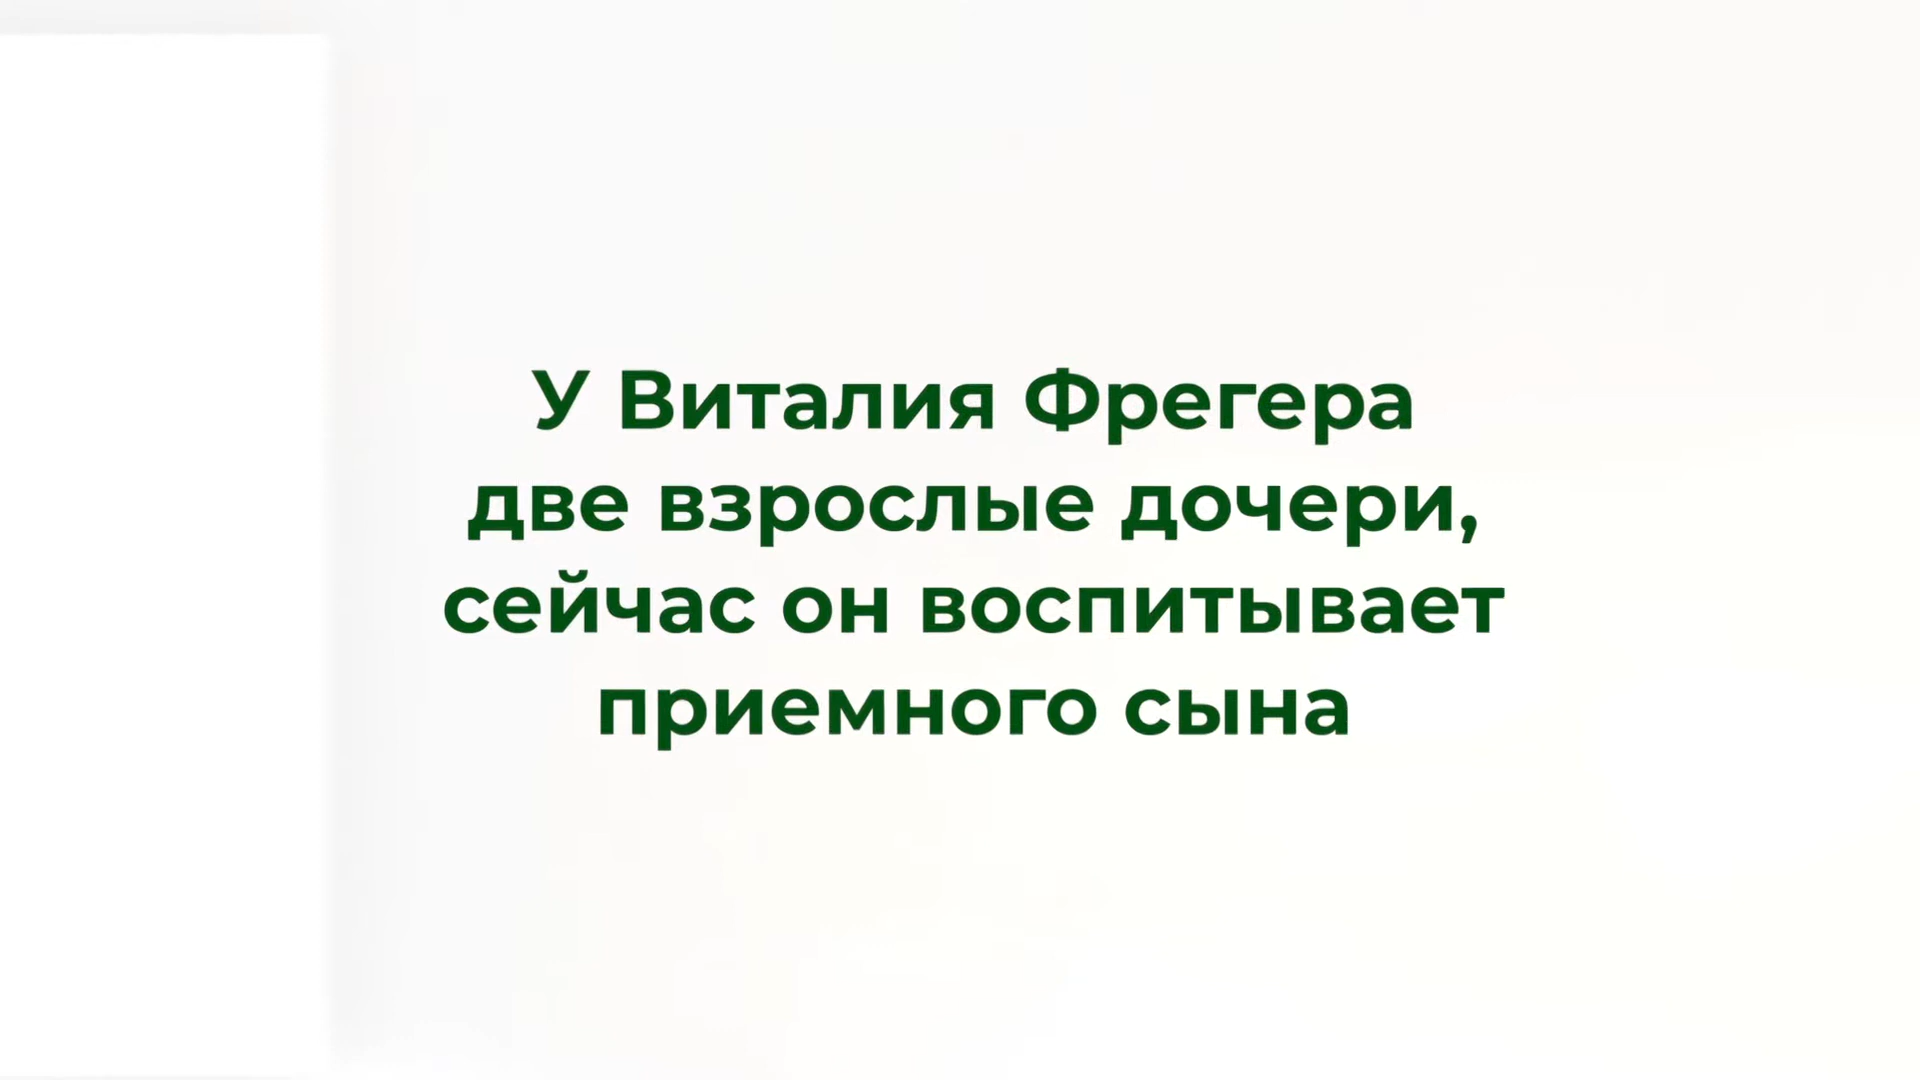 У Виталия Фрегера
две взрослые дочери,
сейчас он воспитывает
приемного сына